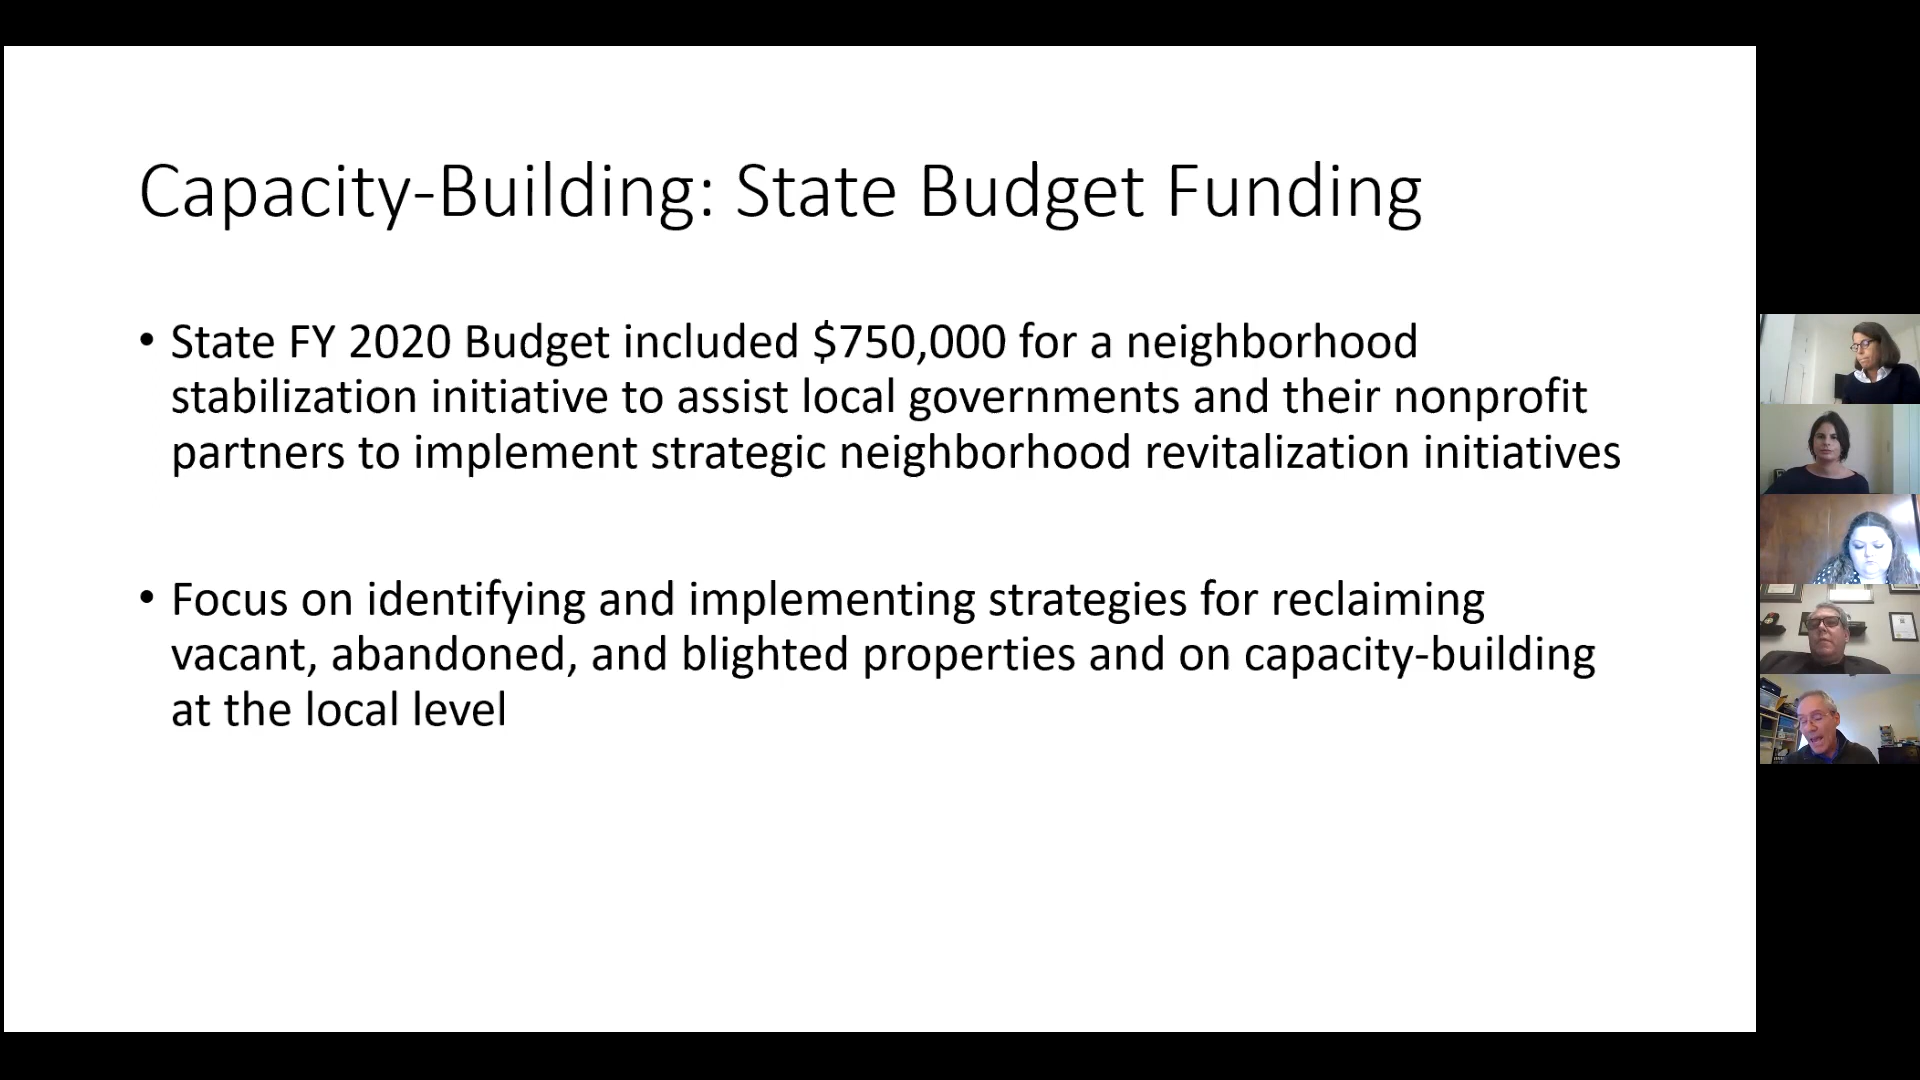 Capacity-Building: State Budget Funding
• State FY 2020 Budget included $750,000 for a neighborhood
stabilization initiative to assist local governments and their nonprofit
partners to implement strategic neighborhood revitalization initiatives
• Focus on identifying and implementing strategies for reclaiming
vacant, abandoned, and blighted properties and on capacity-building
at the local level